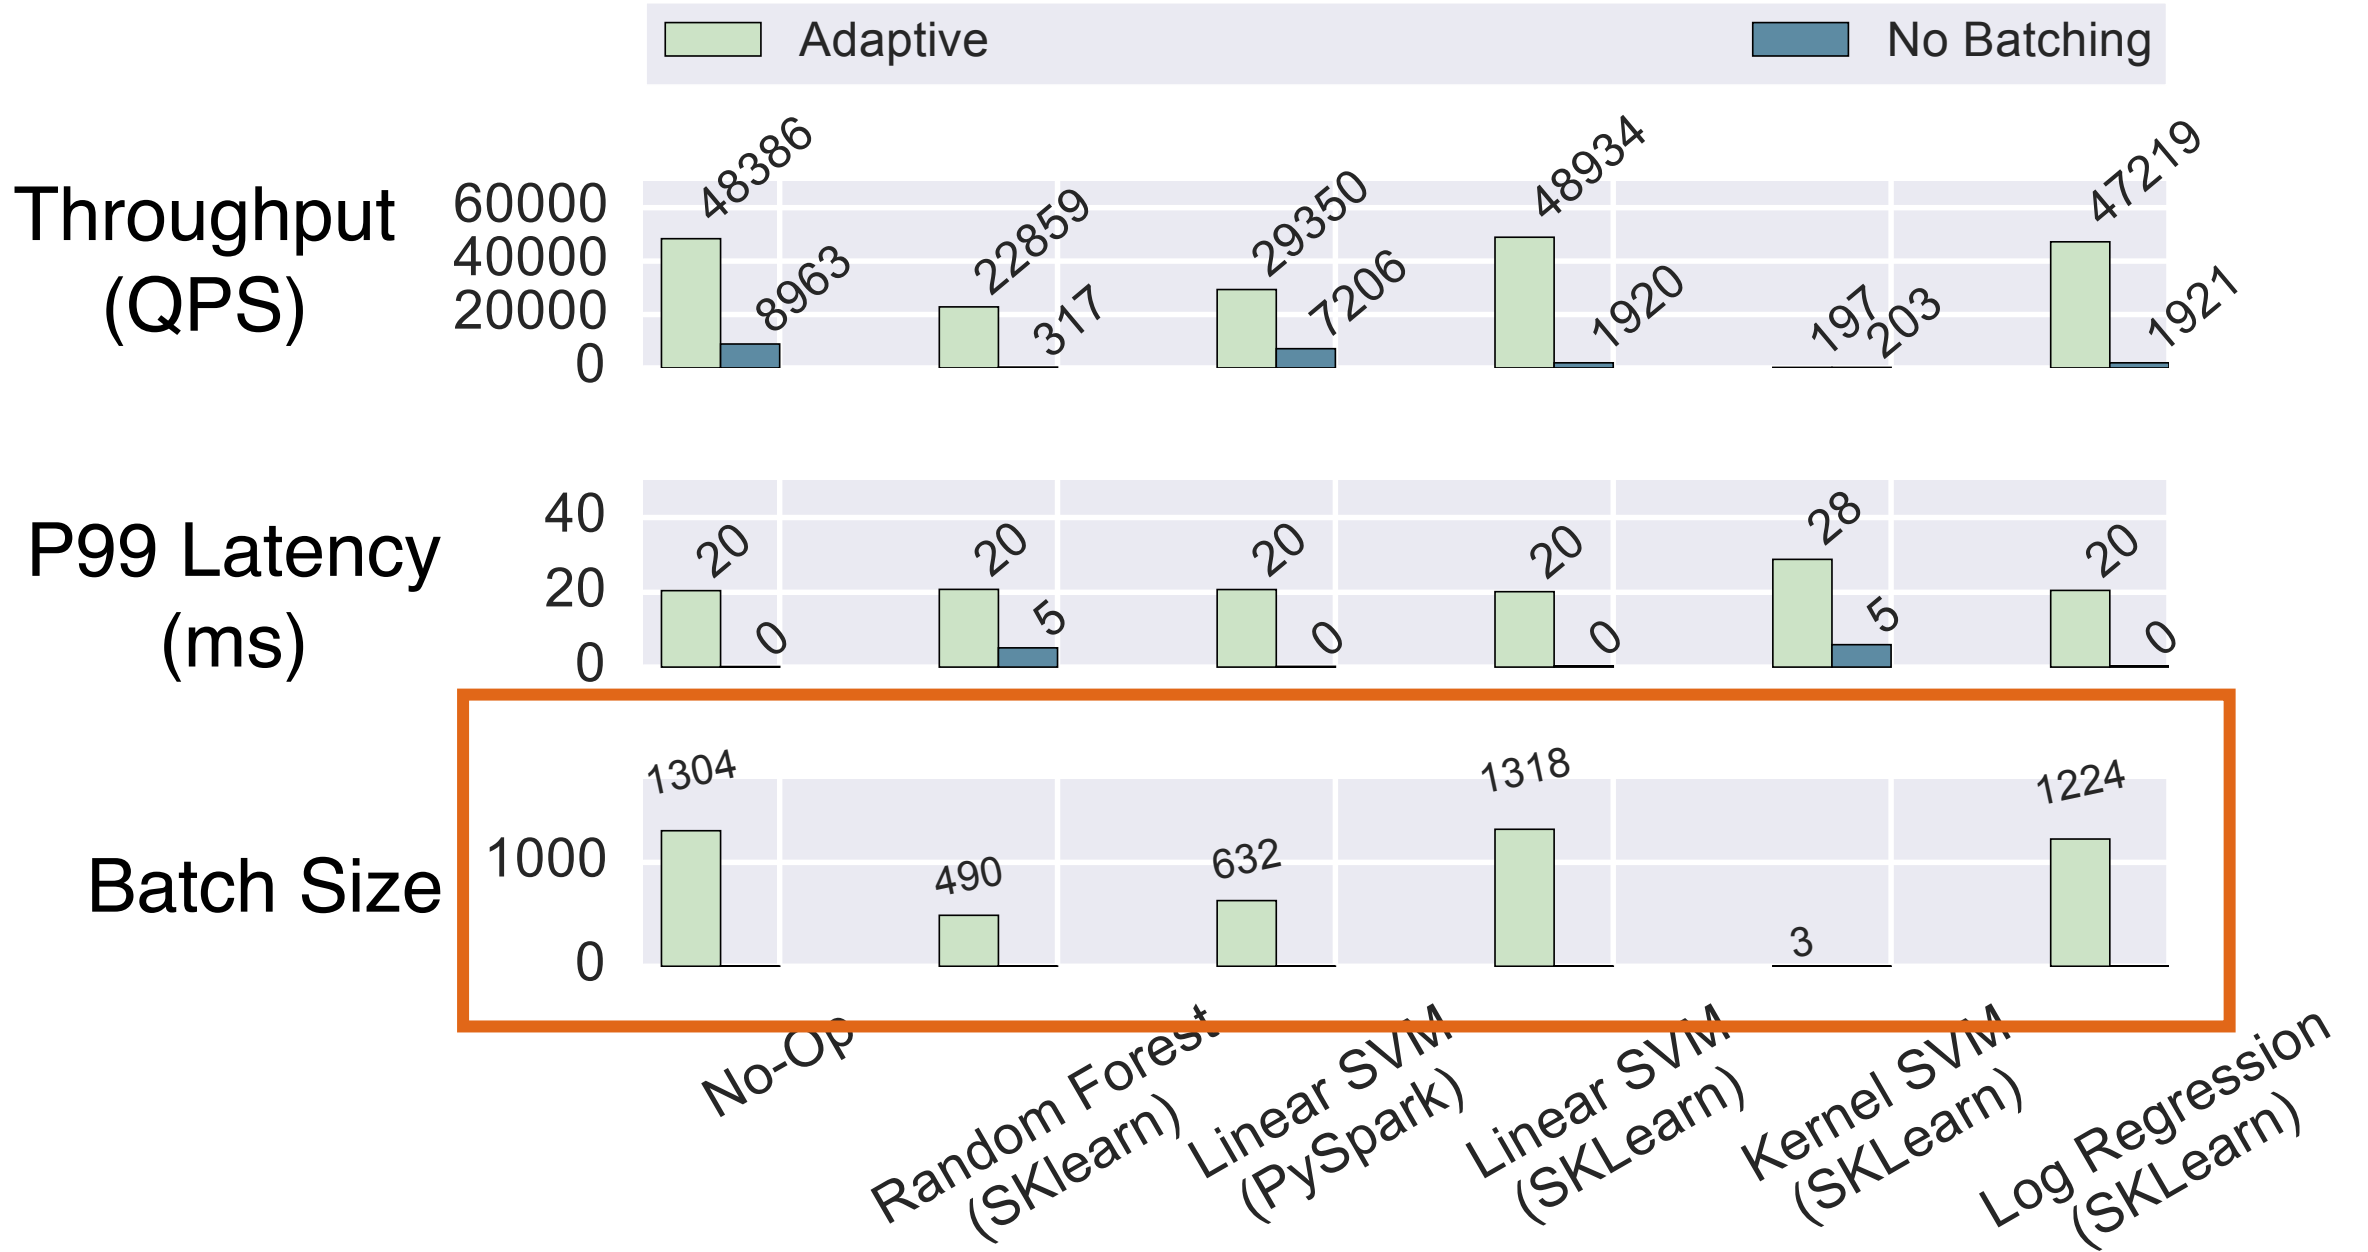 Adaptive
No Batching
Throughput
(QPS)
60000
40000
20000
0
48386
8963
22859
317
29350
7206
48934
1920
197
203
47219
1921
P99 Latency
(ms)
40
20
0
20
0
20
5
20
0
20
0
28
5
20
0
Batch Size
1000
0
1304
490
632
1318
3
1224
No-Op
Random Forest
(SKlearn)
Linear SVM
(PySpark)
Linear SVM
(SKLearn)
Kernel SVM
(SKLearn)
Log Regression
(SKLearn)